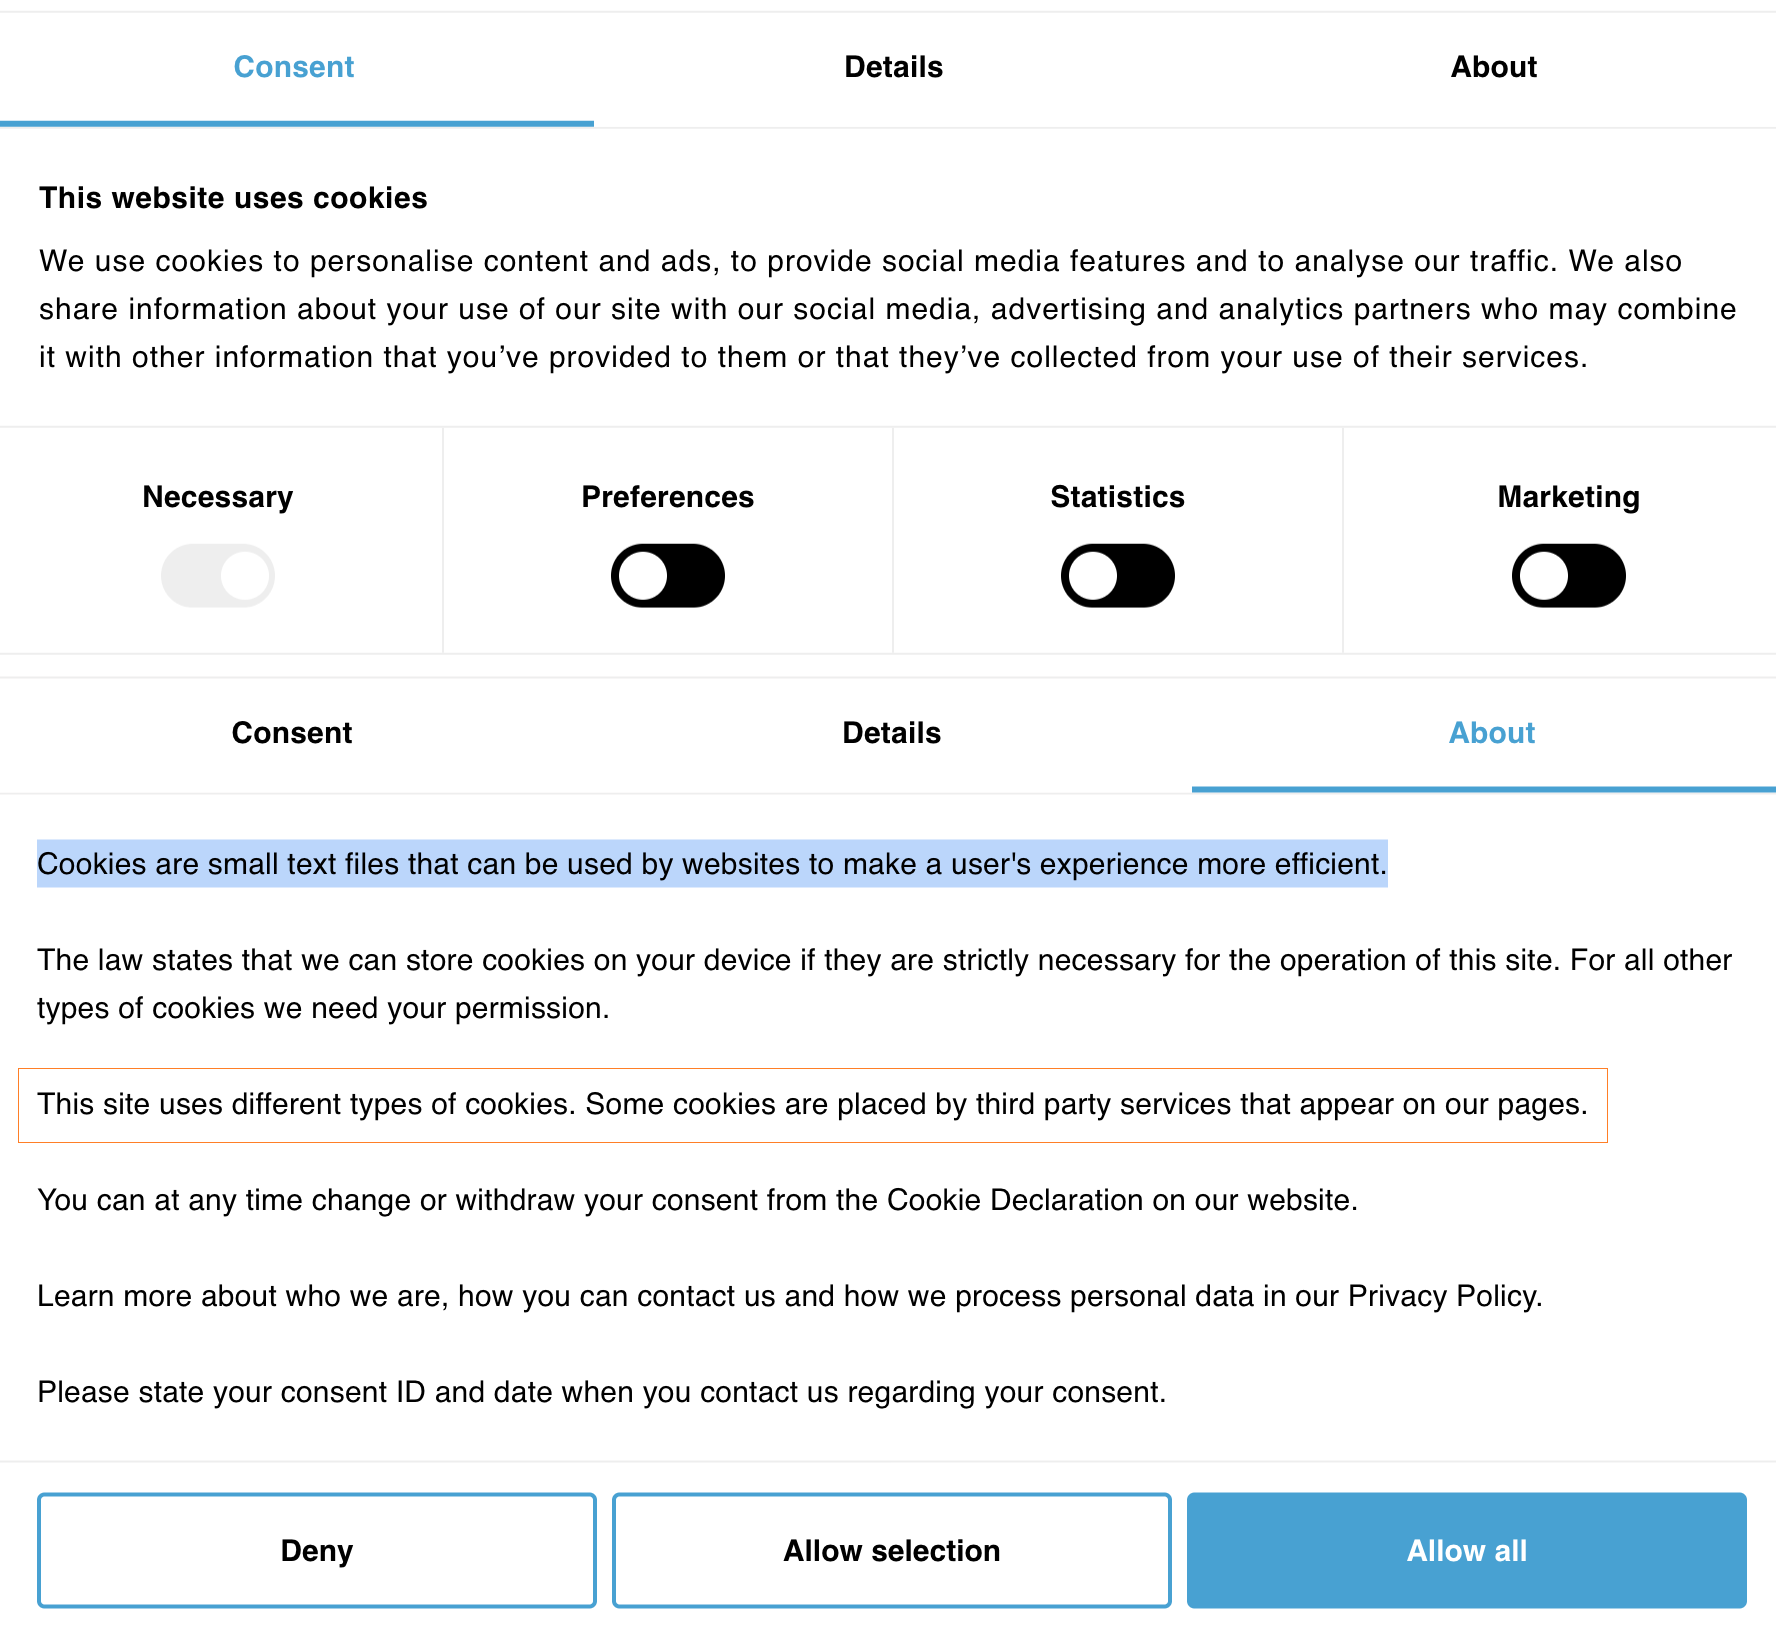 Consent Details About
This website uses cookies
We use cookies to personalise content and ads, to provide social media features and to analyse our traffic. We also
share information about your use of our site with our social media, advertising and analytics partners who may combine
it with other information that you’ve provided to them or that they’ve collected from your use of their services.
Necessary Preferences Statistics Marketing
Consent Details About
Cookies are small text files that can be used by websites to make a user's experience more efficient.
The law states that we can store cookies on your device if they are strictly necessary for the operation of this site. For all other
types of cookies we need your permission.
This site uses different types of cookies. Some cookies are placed by third party services that appear on our pages.
You can at any time change or withdraw your consent from the Cookie Declaration on our website.
Learn more about who we are, how you can contact us and how we process personal data in our Privacy Policy.
Please state your consent ID and date when you contact us regarding your consent.
Deny Allow selection Allow all